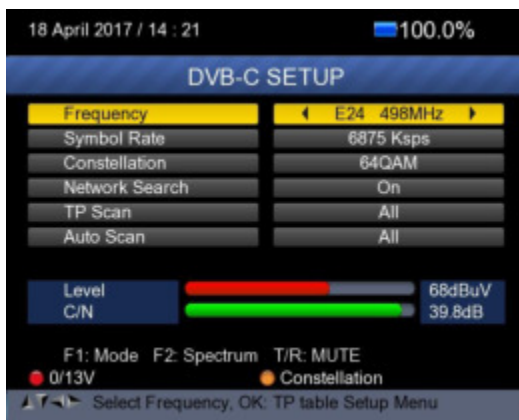 18 April 2017 / 14 : 21 100.0%
DVB-C SETUP
Frequency E24 498MHz
Symbol Rate 6875 Ksps
Constellation 64QAM
Network Search On
TP Scan All
Auto Scan All
Level 68dBuV
C/N 39.8dB
F1: Mode F2: Spectrum T/R: MUTE
0/13V Constellation
Select Frequency, OK: TP table Setup Menu